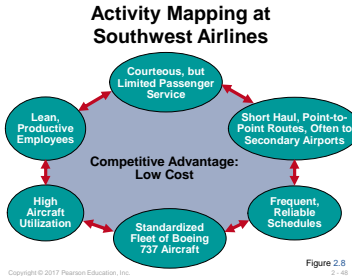 Activity Mapping at
Southwest Airlines
Courteous, but
Limited Passenger
Service
Lean,
Productive
Employees
Short Haul, Point-to-
Point Routes, Often to
Secondary Airports
Competitive Advantage:
Low Cost
High
Aircraft
Utilization
Standardized
Fleet of Boeing
737 Aircraft
Frequent,
Reliable
Schedules
Figure 2.8
Copyright © 2017 Pearson Education, Inc.
2 - 48